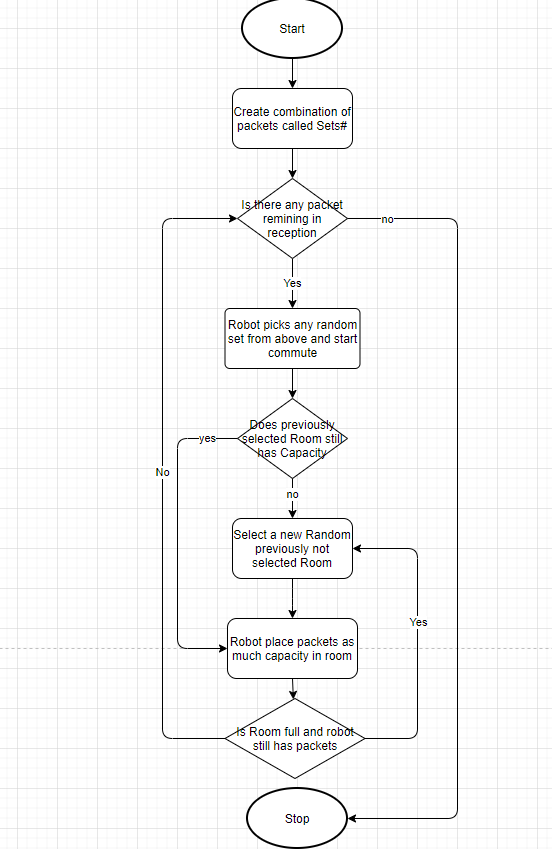 Start
Create combination of
packets called Sets#
Is there any packet
remining in
reception
no
Yes
Robot picks any random
set from above and start
commute
Does previously
selected Room still
has Capacity
yes
No
no
Select a new Random
previously not
selected Room
Yes
Robot place packets as
much capacity in room
Is Room full and robot
still has packets
Stop